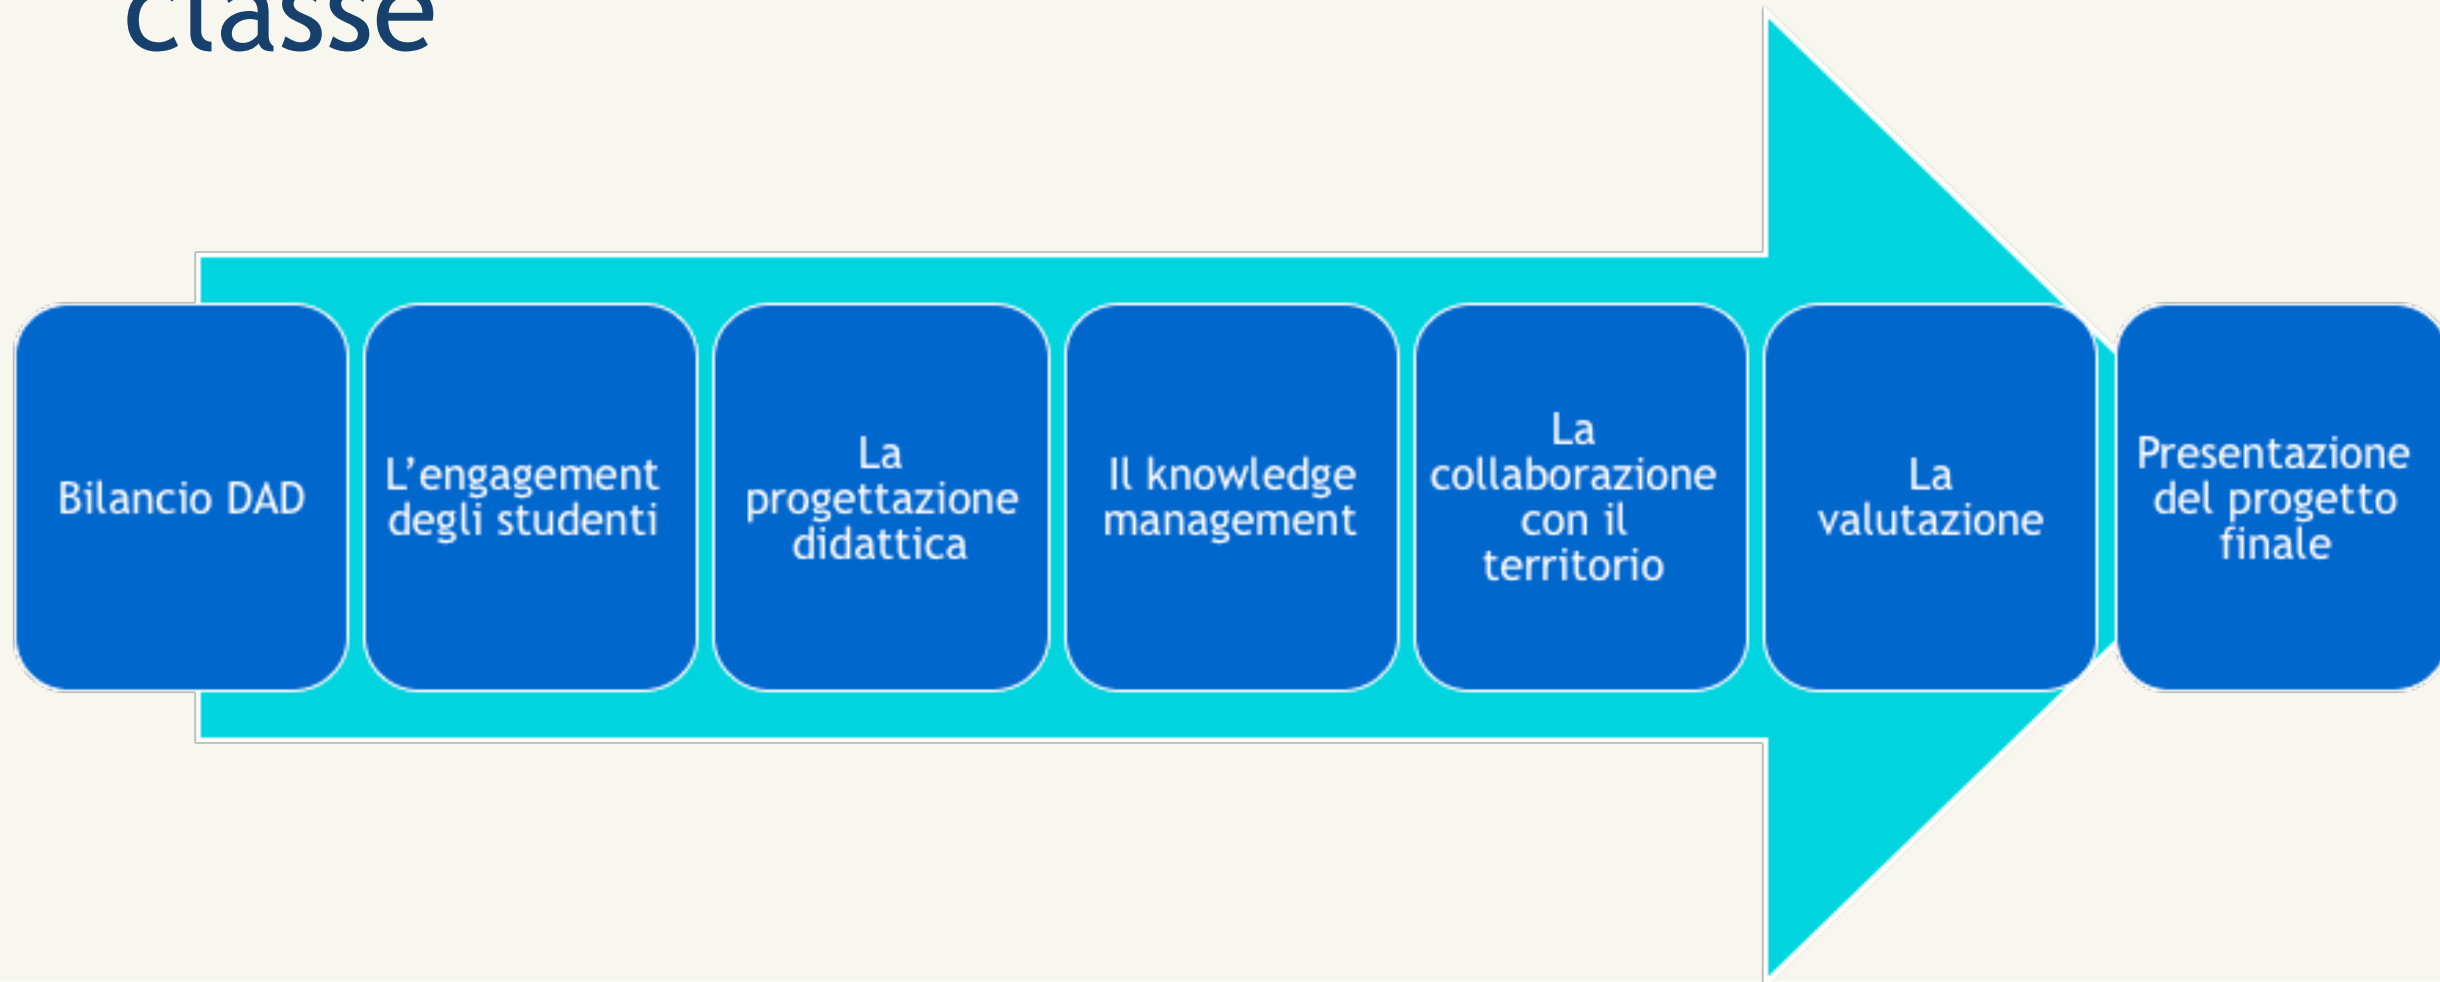 classe
Bilancio DAD
L’engagement
degli studenti
La
progettazione
didattica
Il knowledge
management
La
collaborazione
con il
territorio
La
valutazione
Presentazione
del progetto
finale